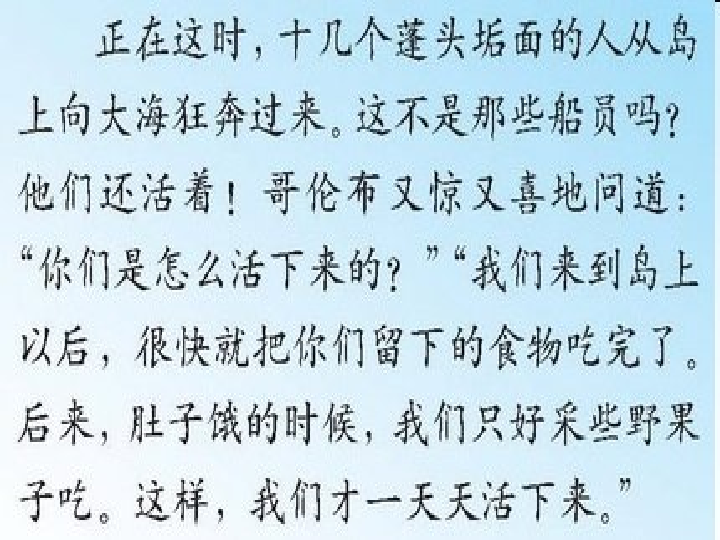 正在这时，十几个蓬头垢面的人从岛
上向大海狂奔过来。这不是那些船员吗？
他们还活着！哥伦布又惊又喜地问道：
“你们是怎么活下来的？”“我们来到岛上
以后，很快就把你们留下的食物吃完了。
后来，肚子饿的时候，我们只好采些野果
子吃。这样，我们才一天天活下来。”